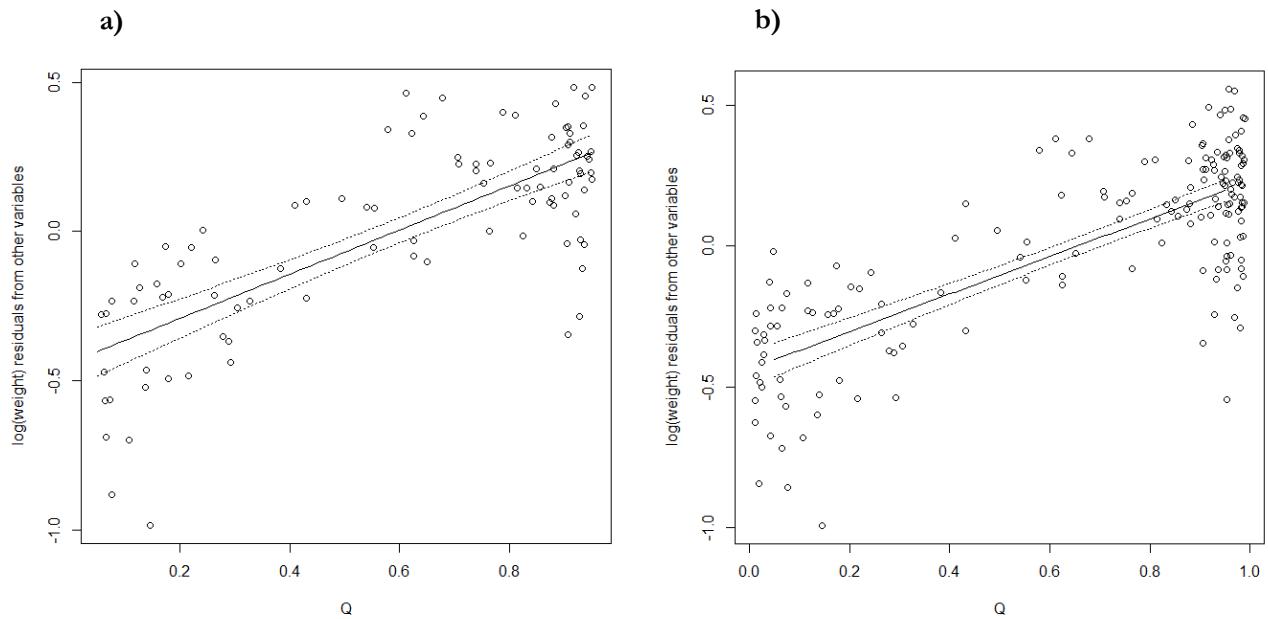 a)
b)
log(weight) residuals from other variables
0.5
0.0
-0.5
-1.0
0.2 0.4 0.6 0.8
Q
log(weight) residuals from other variables
0.5
0.0
-0.5
-1.0
0.0 0.2 0.4 0.6 0.8 1.0
Q